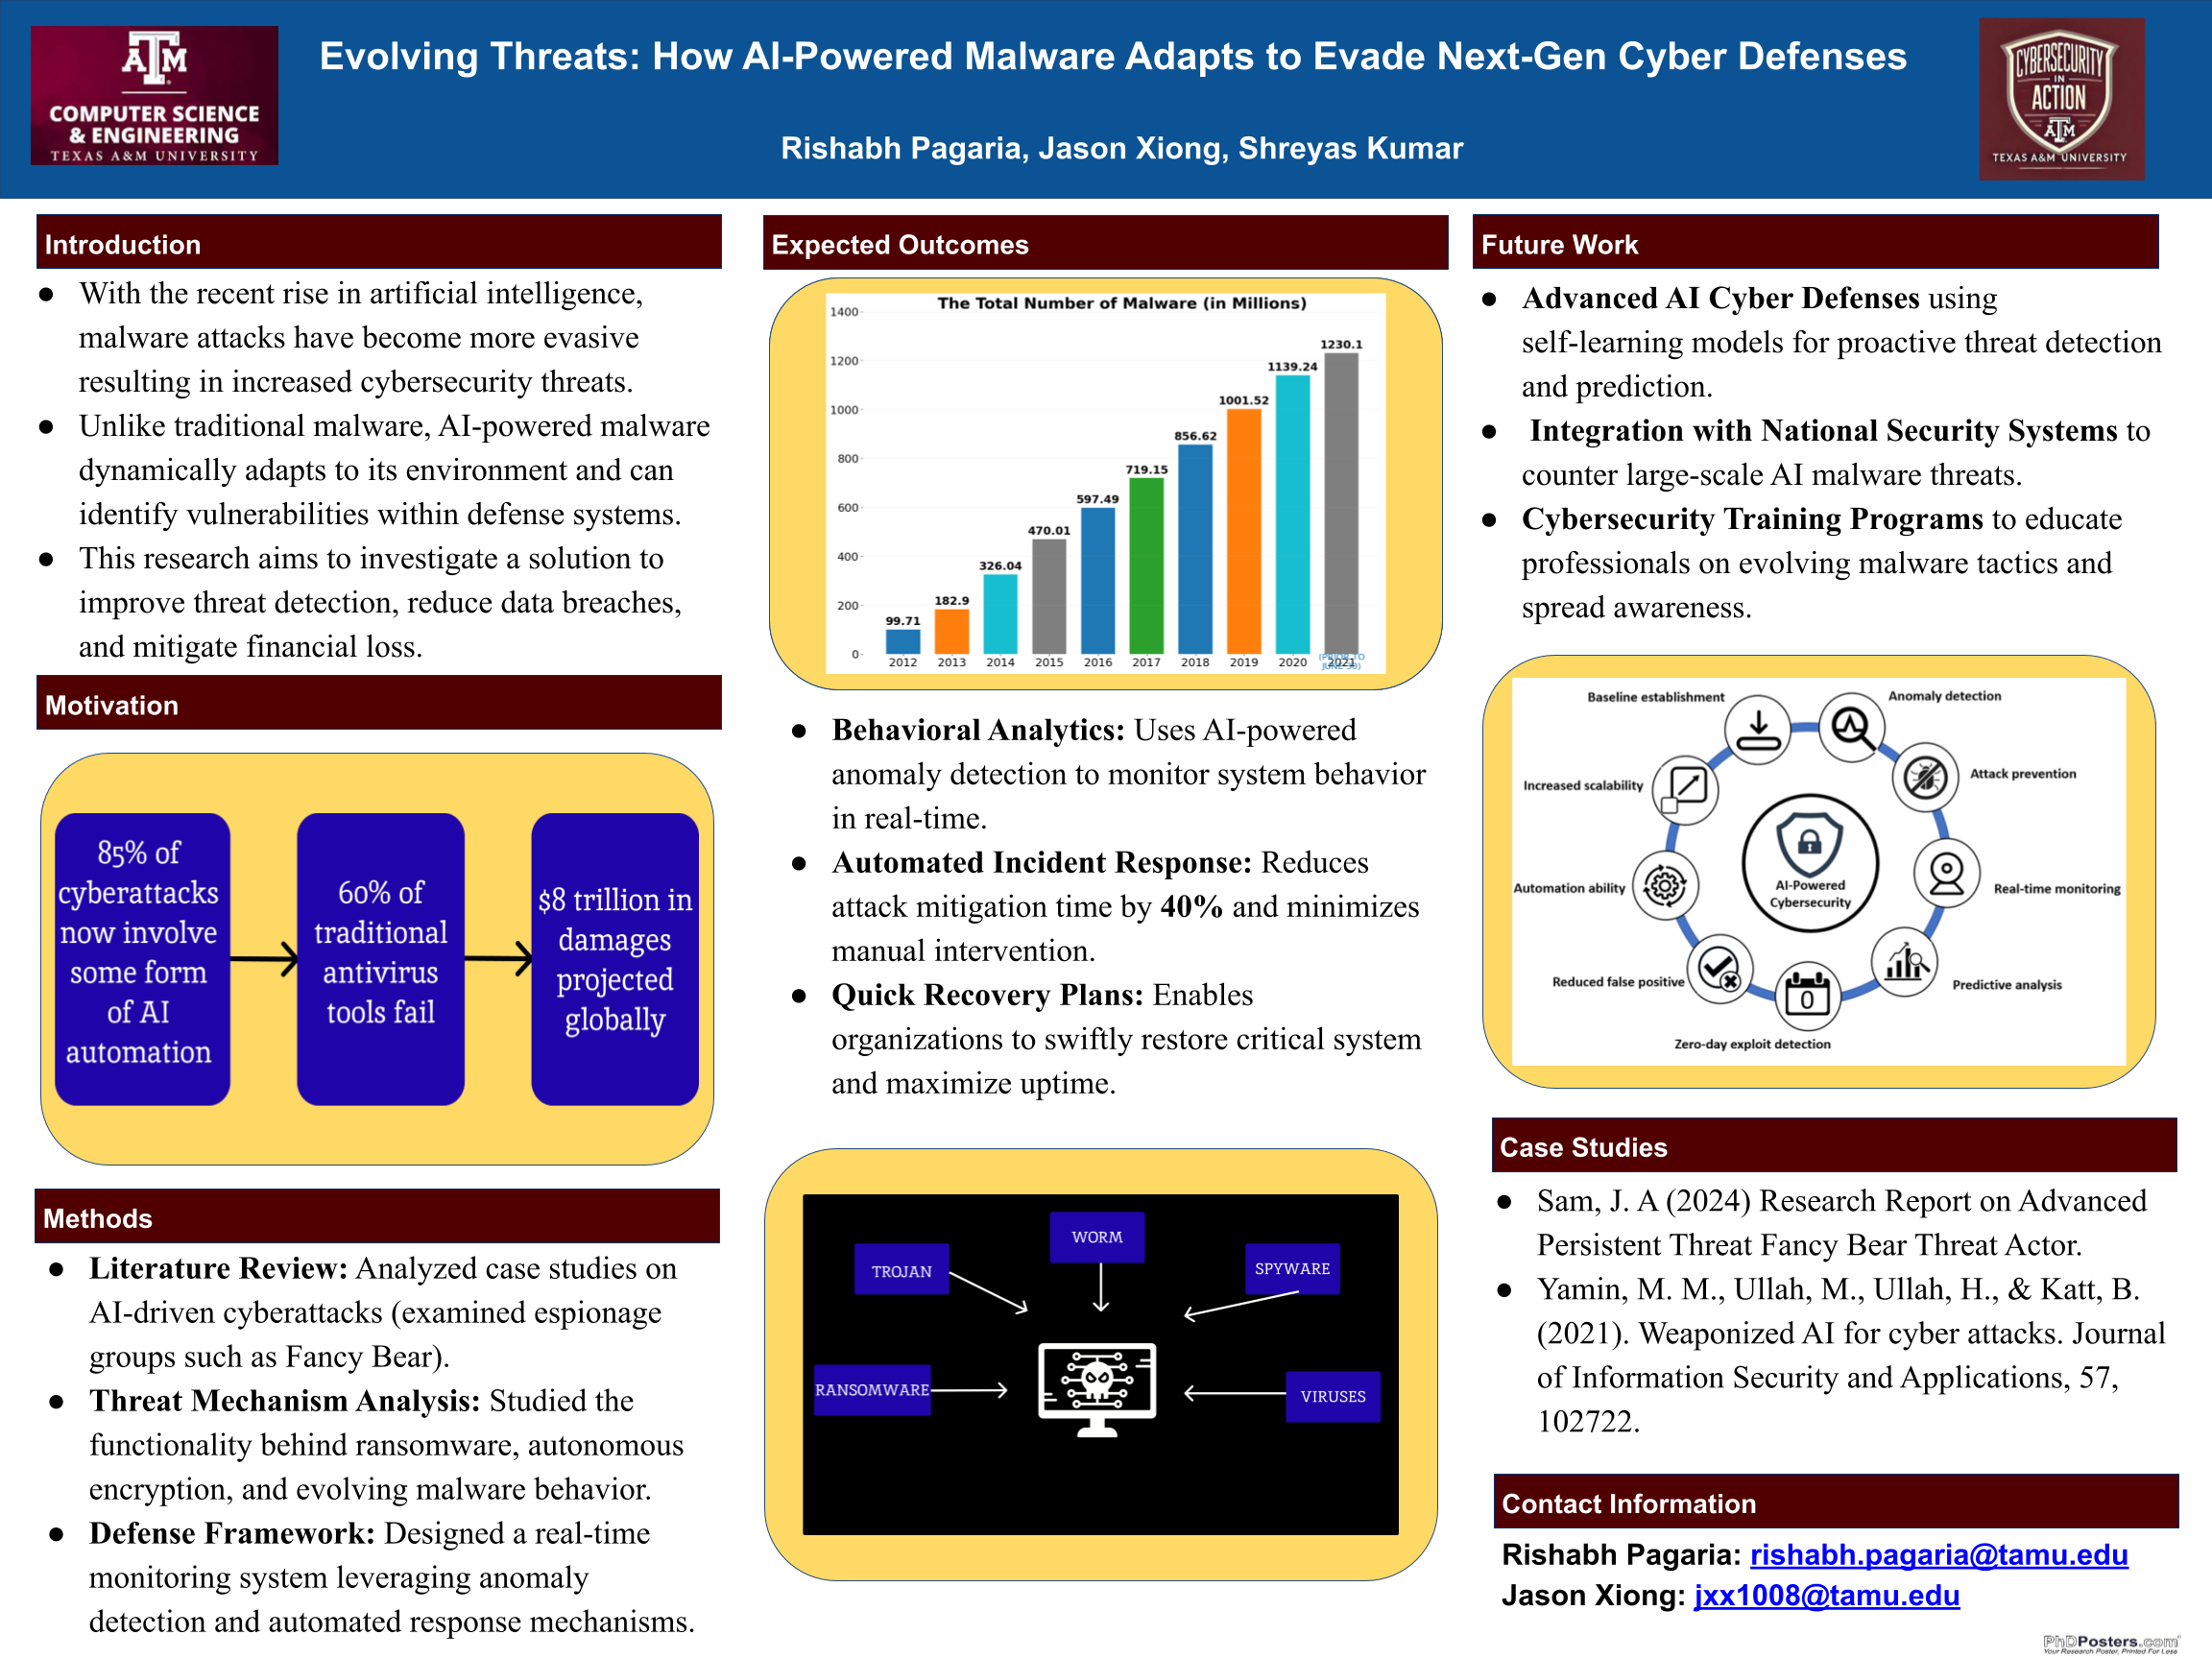 A|M
COMPUTER SCIENCE
& ENGINEERING
TEXAS A&M UNIVERSITY
Evolving Threats: How AI-Powered Malware Adapts to Evade Next-Gen Cyber Defenses
Rishabh Pagaria, Jason Xiong, Shreyas Kumar
CYBERSECURITY
IN
ACTION
A|M
TEXAS A&M UNIVERSITY
Introduction
● With the recent rise in artificial intelligence,
malware attacks have become more evasive
resulting in increased cybersecurity threats.
● Unlike traditional malware, AI-powered malware
dynamically adapts to its environment and can
identify vulnerabilities within defense systems.
● This research aims to investigate a solution to
improve threat detection, reduce data breaches,
and mitigate financial loss.
Motivation
85% of
cyberattacks
now involve
some form
of AI
automation
60% of
traditional
antivirus
tools fail
$8 trillion in
damages
projected
globally
Methods
● Literature Review: Analyzed case studies on
AI-driven cyberattacks (examined espionage
groups such as Fancy Bear).
● Threat Mechanism Analysis: Studied the
functionality behind ransomware, autonomous
encryption, and evolving malware behavior.
● Defense Framework: Designed a real-time
monitoring system leveraging anomaly
detection and automated response mechanisms.
Expected Outcomes
The Total Number of Malware (in Millions)
1400
1200
1000
800
600
400
200
0
99.71
182.9
326.04
470.01
597.49
719.15
856.62
1001.52
1139.24
1230.1
2012 2013 2014 2015 2016 2017 2018 2019 2020 2021
(PRIOR TO
JUNE 30)
● Behavioral Analytics: Uses AI-powered
anomaly detection to monitor system behavior
in real-time.
● Automated Incident Response: Reduces
attack mitigation time by 40% and minimizes
manual intervention.
● Quick Recovery Plans: Enables
organizations to swiftly restore critical system
and maximize uptime.
TROJAN
WORM
SPYWARE
RANSOMWARE
VIRUSES
Future Work
● Advanced AI Cyber Defenses using
self-learning models for proactive threat detection
and prediction.
● Integration with National Security Systems to
counter large-scale AI malware threats.
● Cybersecurity Training Programs to educate
professionals on evolving malware tactics and
spread awareness.
Baseline establishment
Anomaly detection
Increased scalability
Attack prevention
Automation ability
AI-Powered
Cybersecurity
Real-time monitoring
Reduced false positive
0
Predictive analysis
Zero-day exploit detection
Case Studies
● Sam, J. A (2024) Research Report on Advanced
Persistent Threat Fancy Bear Threat Actor.
● Yamin, M. M., Ullah, M., Ullah, H., & Katt, B.
(2021). Weaponized AI for cyber attacks. Journal
of Information Security and Applications, 57,
102722.
Contact Information
Rishabh Pagaria: rishabh.pagaria@tamu.edu
Jason Xiong: jxx1008@tamu.edu
PhDPosters.com
Your Research Poster, Printed For Less